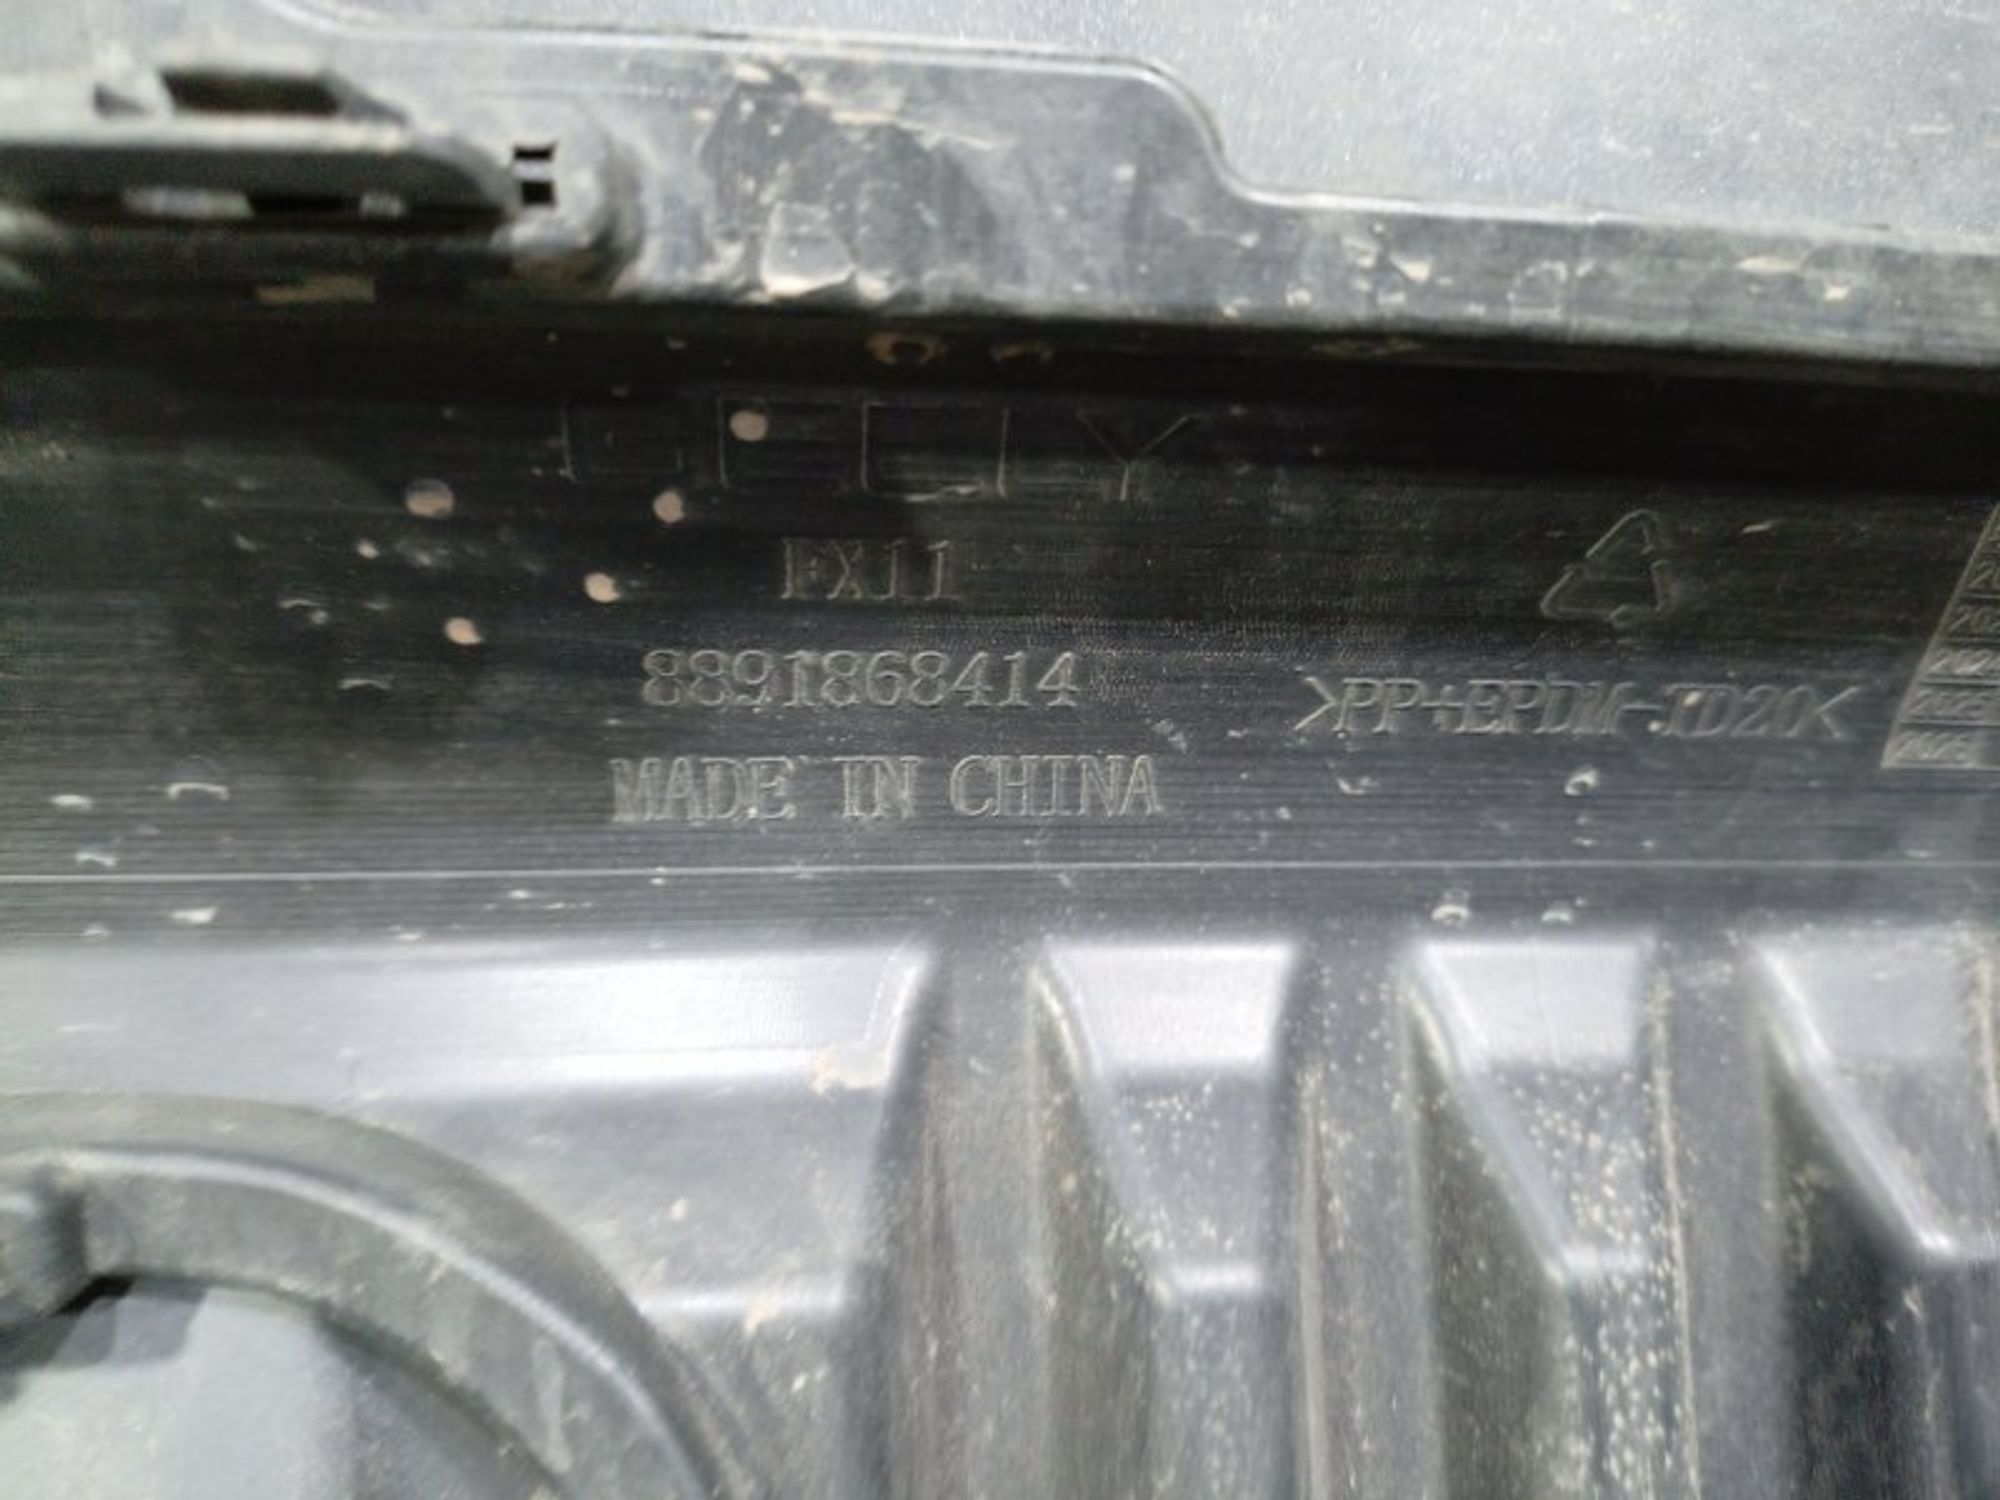 GEELY
FX11
8891868414
>PP+EPDM-TD20<
MADE IN CHINA